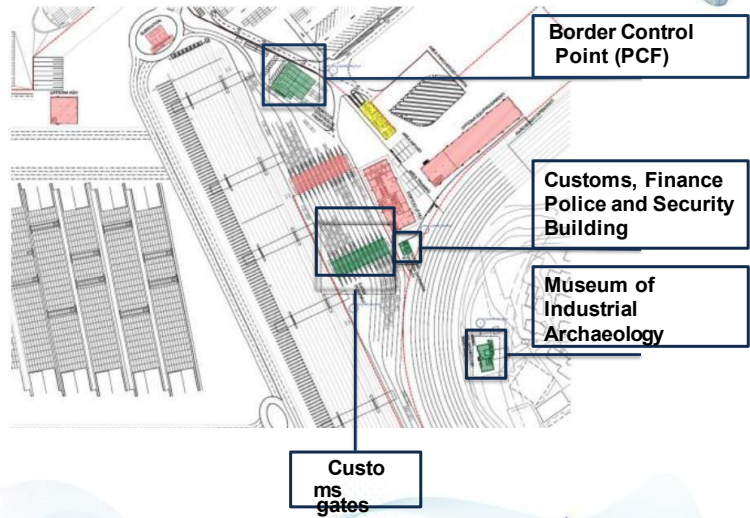 Border Control
Point (PCF)
Customs, Finance
Police and Security
Building
Museum of
Industrial
Archaeology
Custo
ms
gates